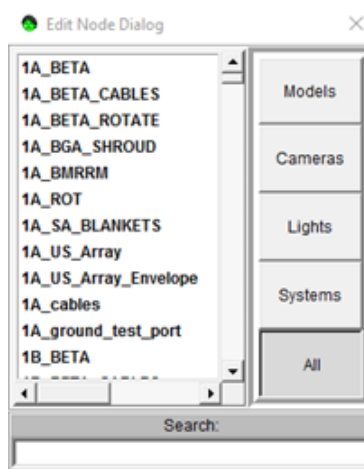 Edit Node Dialog
1A_BETA
1A_BETA_CABLES
1A_BETA_ROTATE
1A_BGA_SHROUD
1A_BMRRM
1A_ROT
1A_SA_BLANKETS
1A_US_Array
1A_US_Array_Envelope
1A_cables
1A_ground_test_port
1B_BETA
Models
Cameras
Lights
Systems
All
Search: